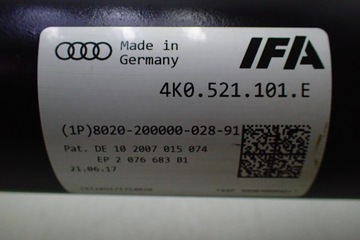 Made in
Germany
IFA
4K0.521.101.E
(1P)8020-200000-028-91
Pat. DE 10 2007 015 074
EP 2 076 683 B1
21.06.17